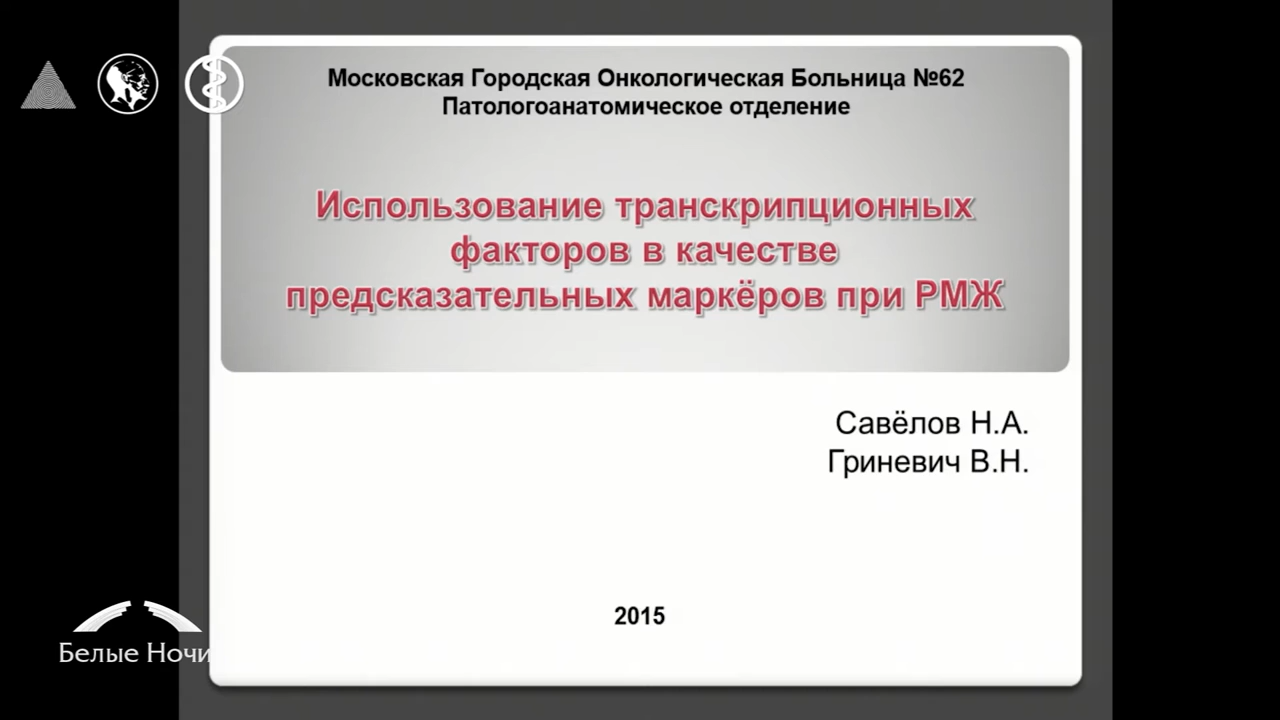 Московская Городская Онкологическая Больница №62
Патологоанатомическое отделение
Использование транскрипционных
факторов в качестве
предсказательных маркёров при РМЖ
Савёлов Н.А.
Гриневич В.Н.
2015
Белые Ночи